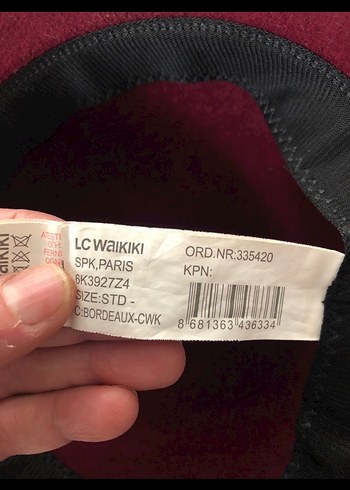 LC WAIKIKI
SPK,PARIS
6K3927Z4
SIZE:STD -
C:BORDEAUX-CWK
ORD.NR:335420
KPN:
8 681363 436334